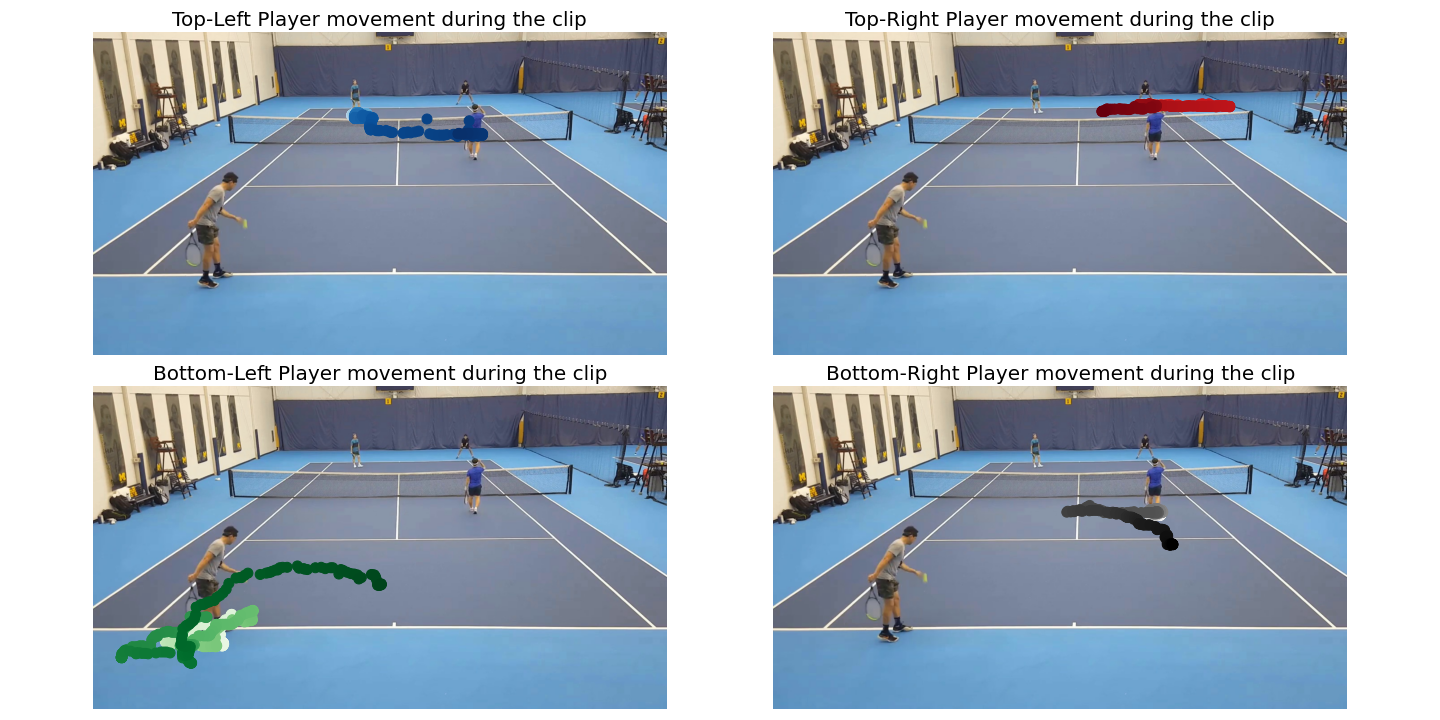 Top-Left Player movement during the clip
Top-Right Player movement during the clip
Bottom-Left Player movement during the clip
Bottom-Right Player movement during the clip